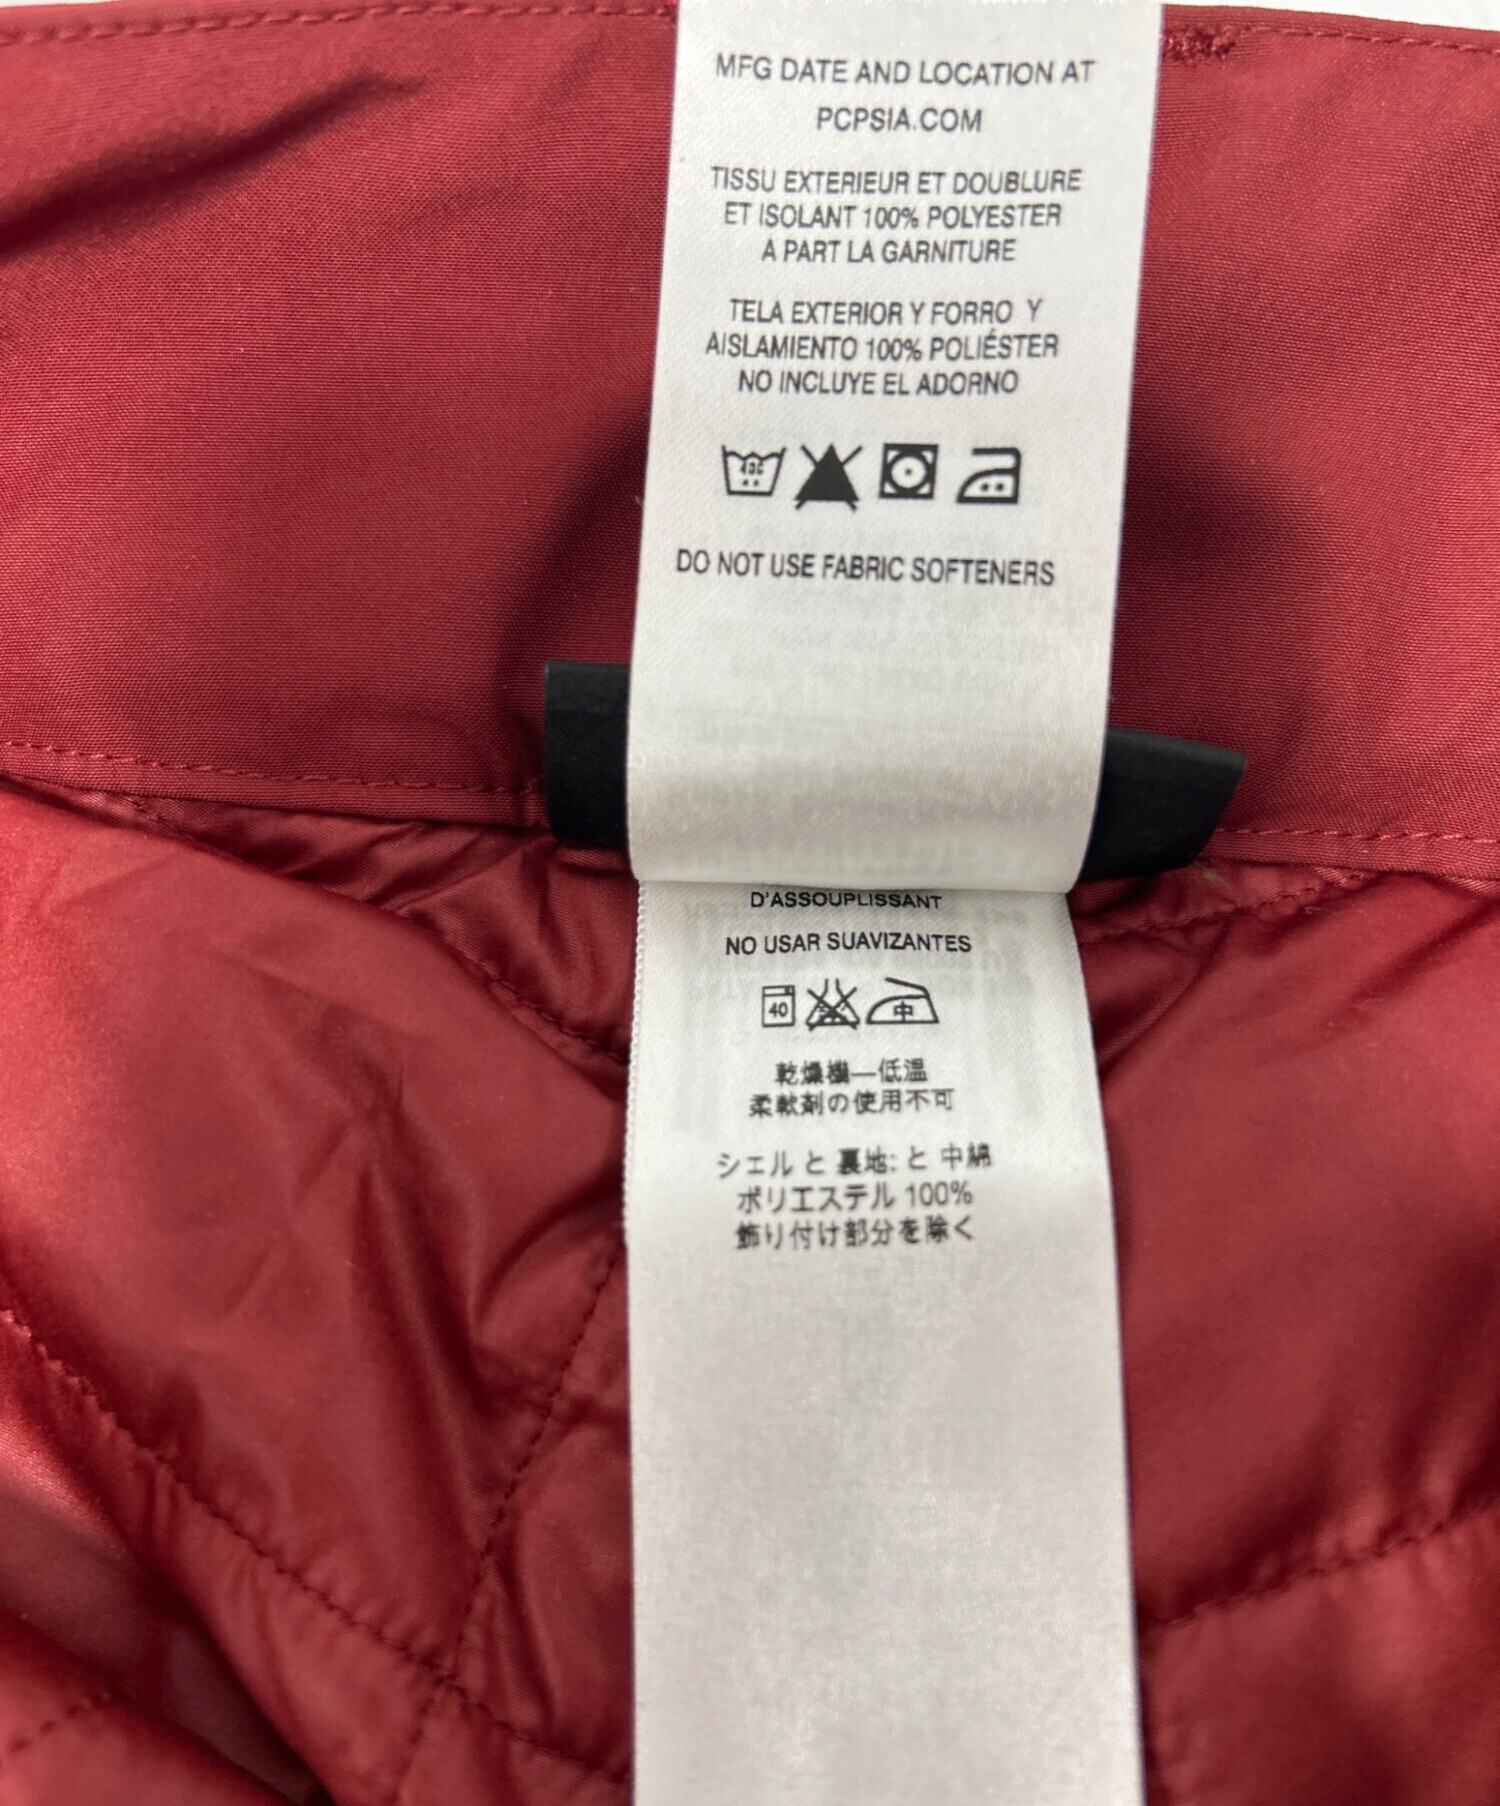 MFG DATE AND LOCATION AT
PCPSIA.COM
TISSU EXTERIEUR ET DOUBLURE
ET ISOLANT 100% POLYESTER
A PART LA GARNITURE
TELA EXTERIOR Y FORRO Y
AISLAMIENTO 100% POLIÉSTER
NO INCLUYE EL ADORNO
40C
DO NOT USE FABRIC SOFTENERS
D'ASSOUPLISSANT
NO USAR SUAVIZANTES
40 中
乾燥機—低温
柔軟剤の使用不可
シェル と 裏地: と 中綿
ポリエステル 100%
飾り付け部分を除く